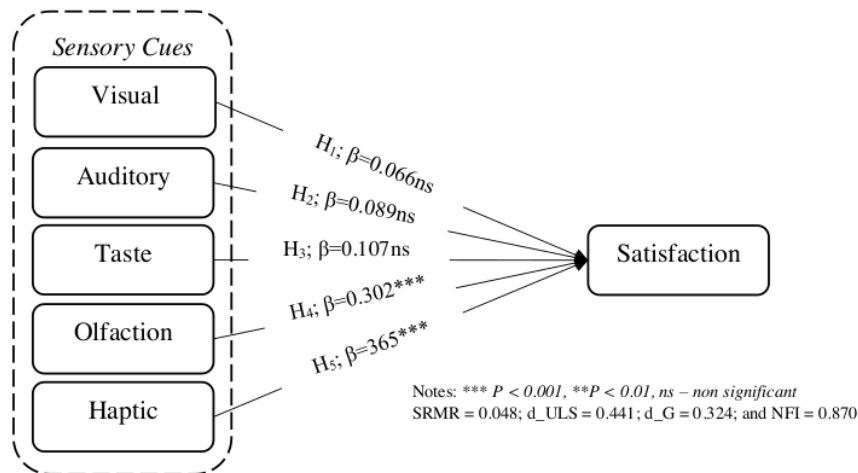 Sensory Cues
Visual
Auditory
Taste
Olfaction
Haptic
H1; β=0.066ns
H2; β=0.089ns
H3; β=0.107ns
H4; β=0.302***
H5; β=365***
Satisfaction
Notes: *** P < 0.001, **P < 0.01, ns – non significant
SRMR = 0.048; d_ULS = 0.441; d_G = 0.324; and NFI = 0.870